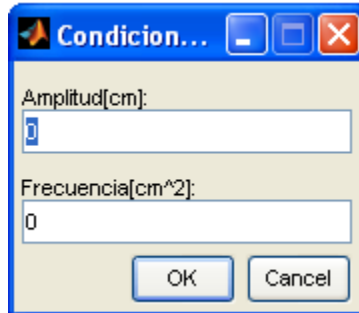 Condicion...
Amplitud[cm]:
0
Frecuencia[cm^2]:
0
OK Cancel